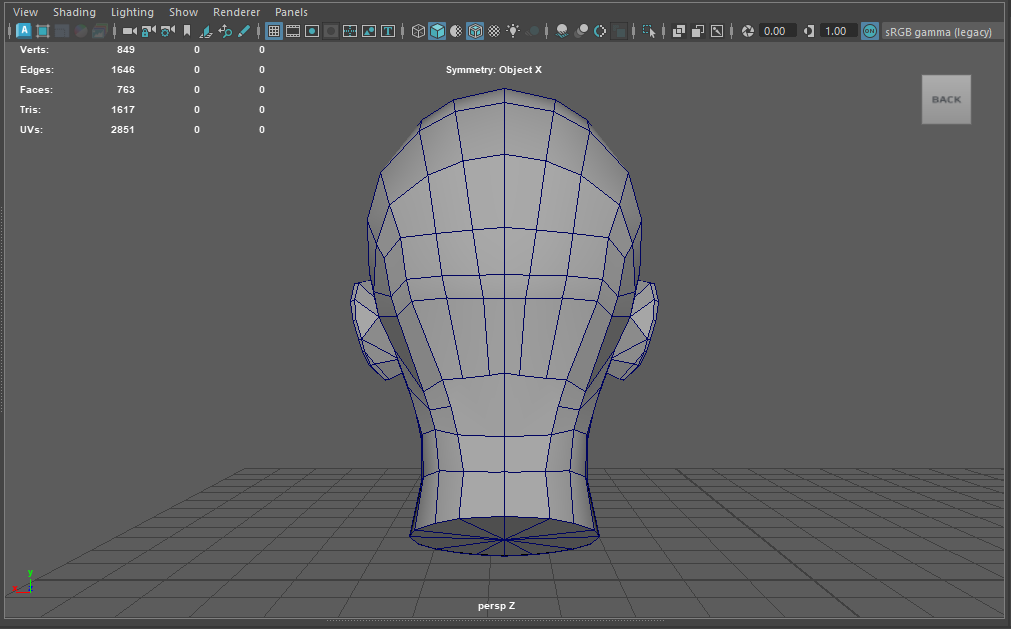 View Shading Lighting Show Renderer Panels
A T 0.00 1.00 ON sRGB gamma (legacy)
Verts: 849 0 0
Edges: 1646 0 0
Faces: 763 0 0
Tris: 1617 0 0
UVs: 2851 0 0
Symmetry: Object X
BACK
y
x
persp Z